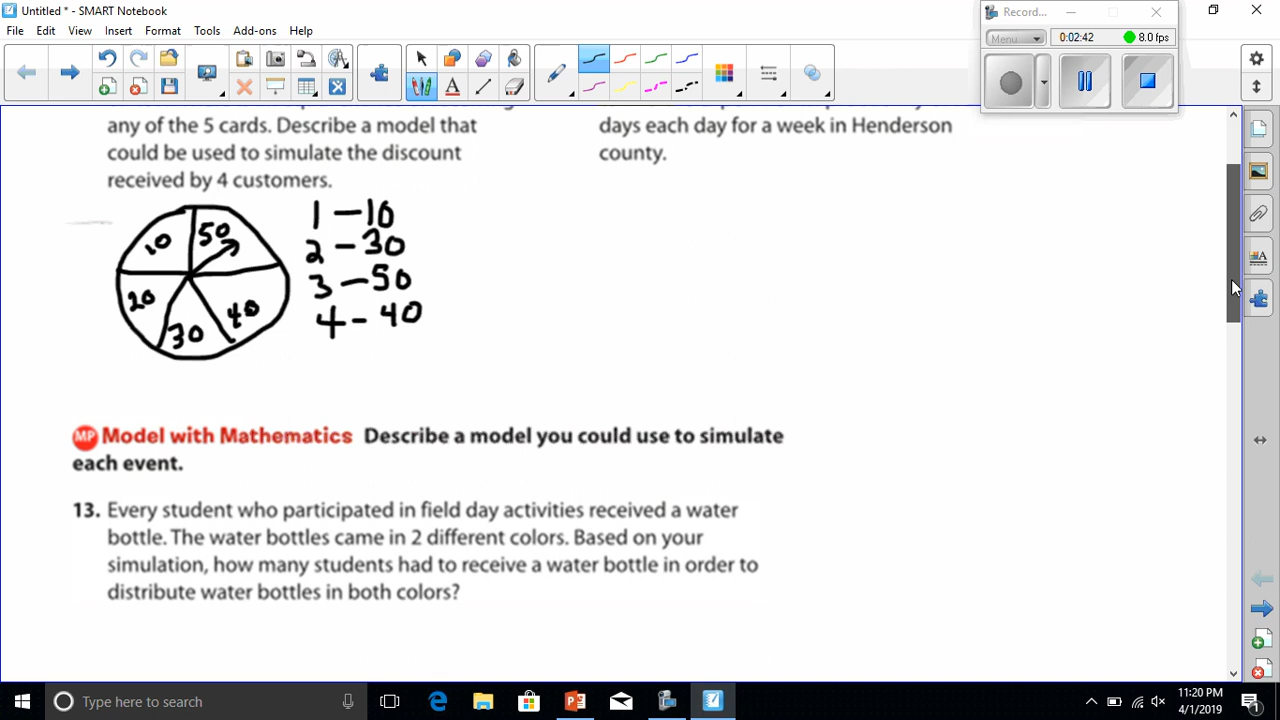 Untitled * - SMART Notebook
File Edit View Insert Format Tools Add-ons Help
Record...
Menu
0:02:42
8.0 fps
any of the 5 cards. Describe a model that
could be used to simulate the discount
received by 4 customers.
days each day for a week in Henderson
county.
10
50
20
30
40
1 - 10
2 - 30
3 - 50
4 - 40
MP Model with Mathematics Describe a model you could use to simulate
each event.
13. Every student who participated in field day activities received a water
bottle. The water bottles came in 2 different colors. Based on your
simulation, how many students had to receive a water bottle in order to
distribute water bottles in both colors?
Type here to search
11:20 PM
4/1/2019